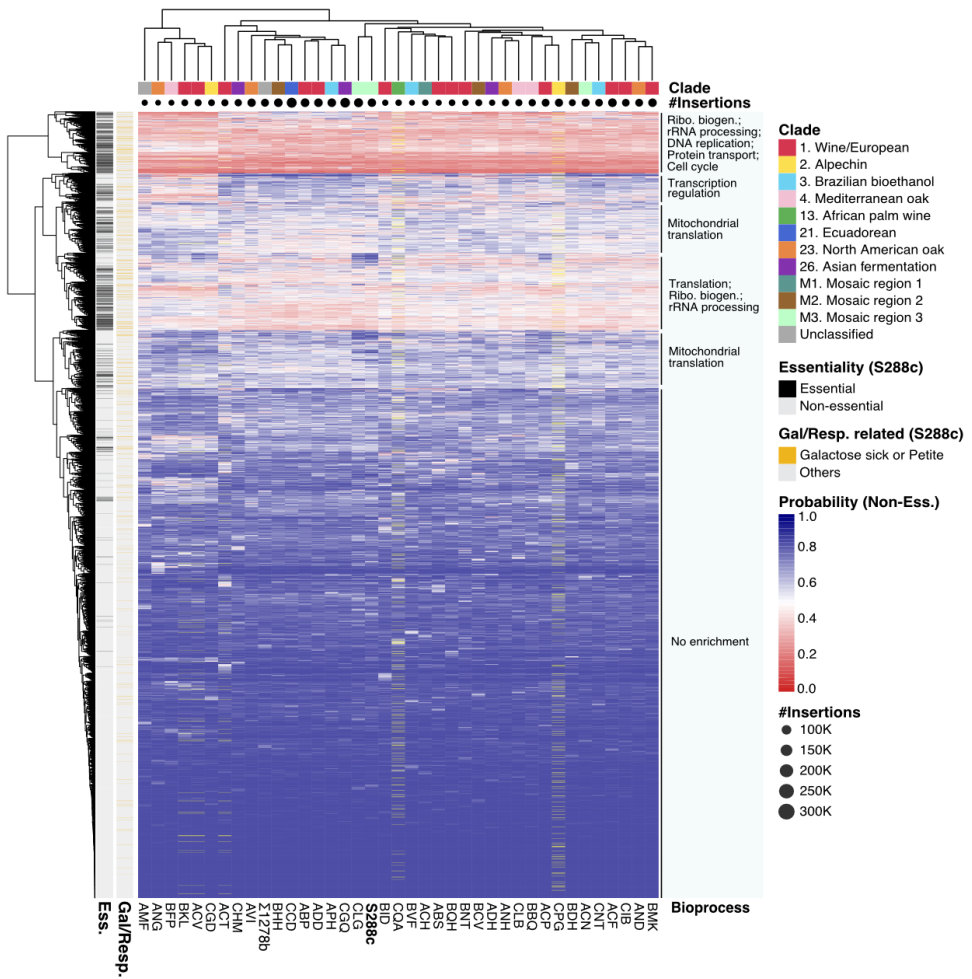 Clade
#Insertions
Ribo. biogen.;
rRNA processing;
DNA replication;
Protein transport;
Cell cycle
Transcription
regulation
Mitochondrial
translation
Translation;
Ribo. biogen.;
rRNA processing
Mitochondrial
translation
No enrichment
Bioprocess
Ess.
Gal/Resp.
AMF
ANG
BFP
BKL
ACV
CGD
ACT
CHM
AVI
Σ1278b
BHH
CCD
ABP
ADD
APH
CGQ
CLG
S288c
BID
CQA
BVF
ACH
ABS
BQH
BNT
BCV
ADH
ANH
CLB
BBQ
ACP
CPG
BDH
ACN
CNT
ACF
CIB
AND
BMK
Clade
1. Wine/European
2. Alpechin
3. Brazilian bioethanol
4. Mediterranean oak
13. African palm wine
21. Ecuadorean
23. North American oak
26. Asian fermentation
M1. Mosaic region 1
M2. Mosaic region 2
M3. Mosaic region 3
Unclassified
Essentiality (S288c)
Essential
Non-essential
Gal/Resp. related (S288c)
Galactose sick or Petite
Others
Probability (Non-Ess.)
1.0
0.8
0.6
0.4
0.2
0.0
#Insertions
100K
150K
200K
250K
300K